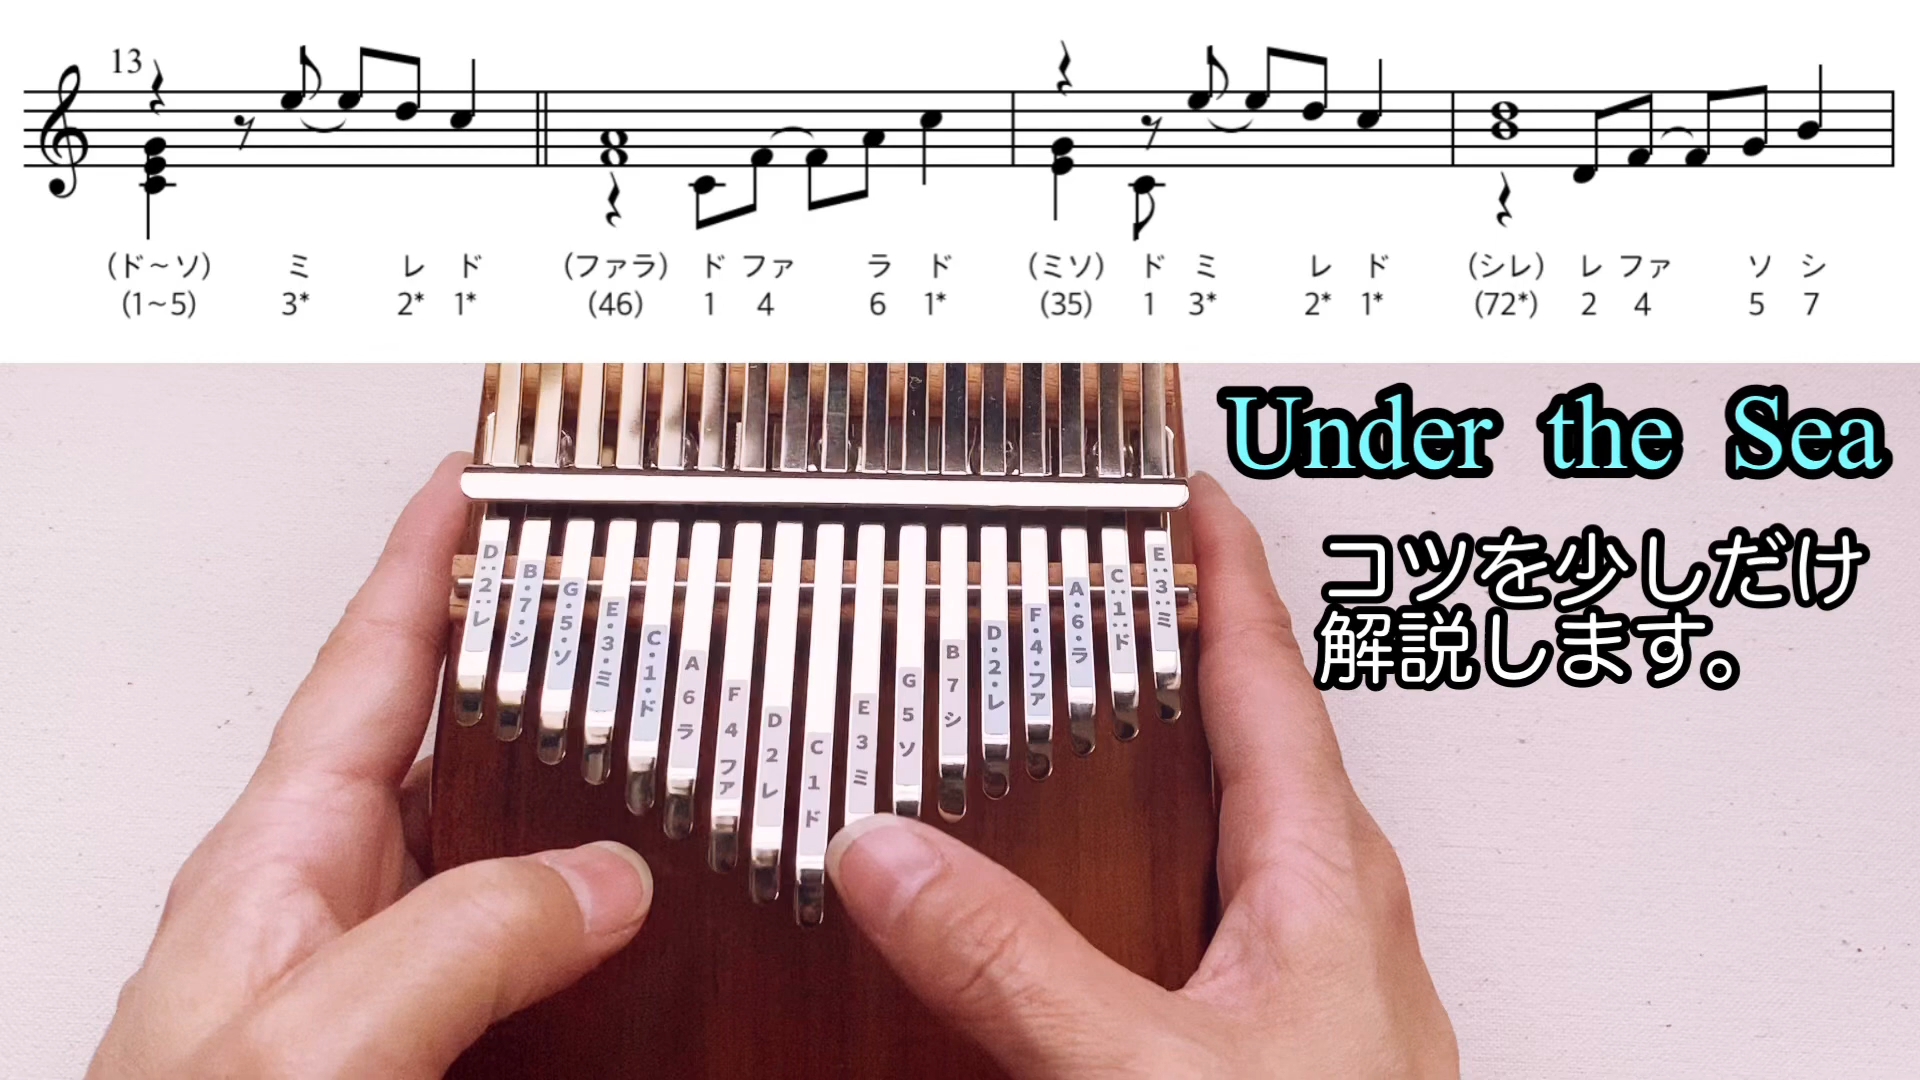 13
(ド～ソ) ミ レ ド (ファラ) ド ファ ラ ド (ミソ) ド ミ レ ド (シレ) レ ファ ソ シ
(1～5) 3* 2* 1* (46) 1 4 6 1* (35) 1 3* 2* 1* (72*) 2 4 5 7
Under the Sea
コツを少しだけ
解説します。
D : 2 : レ
B • 7 • シ
G • 5 • ソ
E • 3 • ミ
C • 1 • ド
A 6 ラ
F 4 ファ
D 2 レ
C 1 ド
E 3 ミ
G 5 ソ
B 7 シ
D • 2 • レ
F • 4 • ファ
A • 6 • ラ
C : 1 : ド
E : 3 : ミ